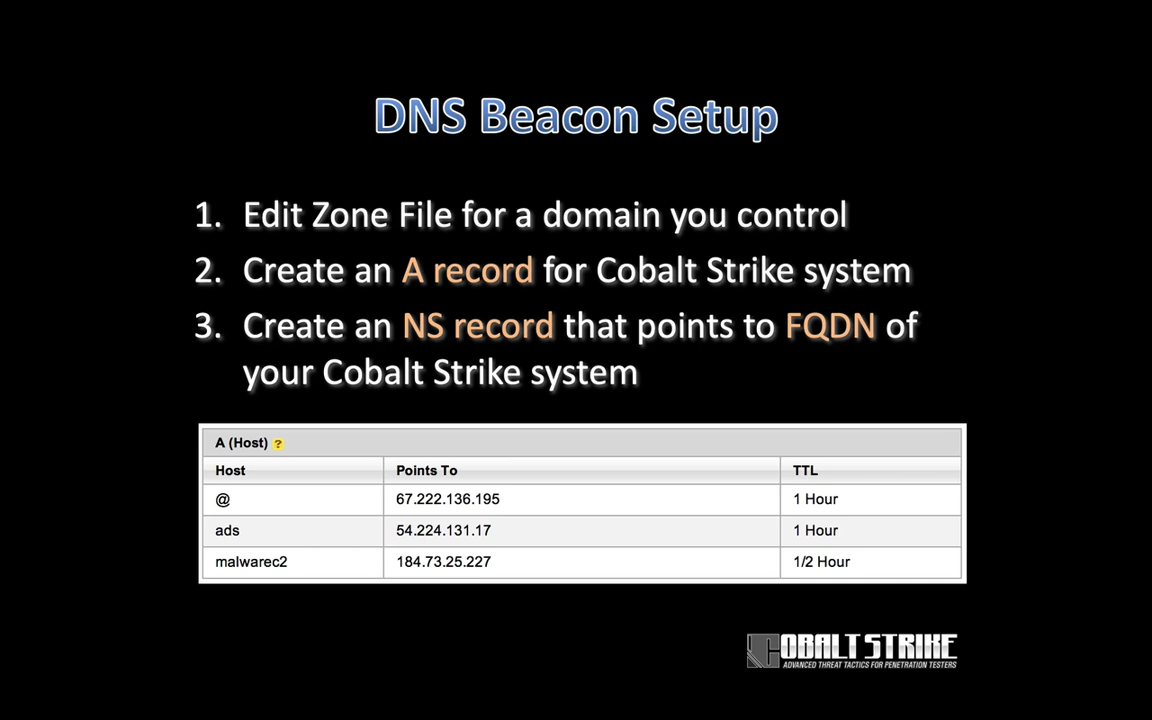 DNS Beacon Setup
1. Edit Zone File for a domain you control
2. Create an A record for Cobalt Strike system
3. Create an NS record that points to FQDN of
your Cobalt Strike system
A (Host) ?
Host Points To TTL
@ 67.222.136.195 1 Hour
ads 54.224.131.17 1 Hour
malwarec2 184.73.25.227 1/2 Hour
COBALT STRIKE
ADVANCED THREAT TACTICS FOR PENETRATION TESTERS